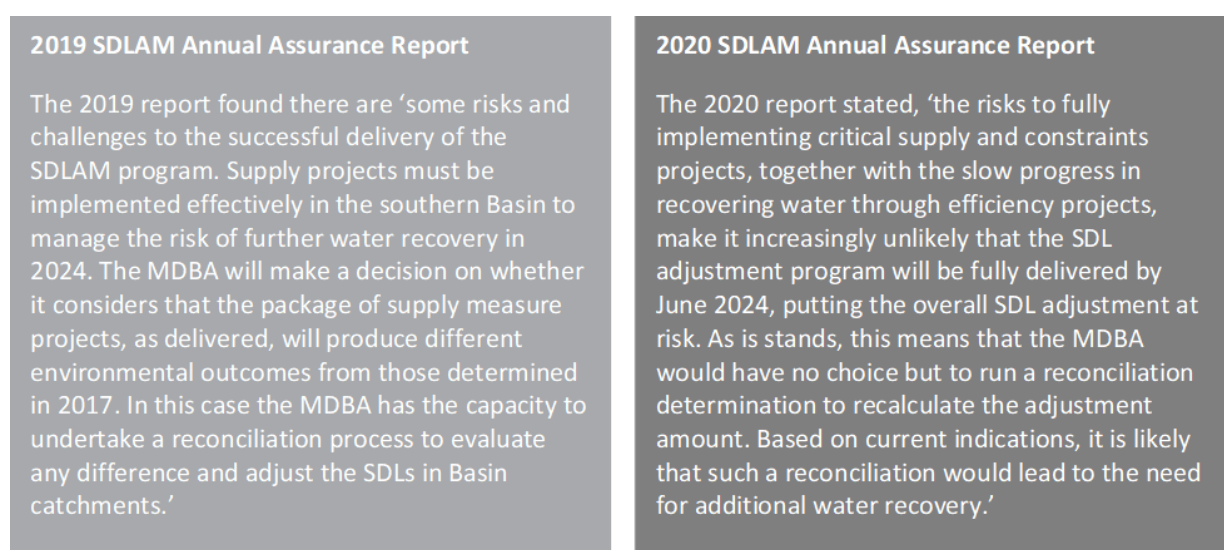 2019 SDLAM Annual Assurance Report
The 2019 report found there are ‘some risks and
challenges to the successful delivery of the
SDLAM program. Supply projects must be
implemented effectively in the southern Basin to
manage the risk of further water recovery in
2024. The MDBA will make a decision on whether
it considers that the package of supply measure
projects, as delivered, will produce different
environmental outcomes from those determined
in 2017. In this case the MDBA has the capacity to
undertake a reconciliation process to evaluate
any difference and adjust the SDLs in Basin
catchments.’
2020 SDLAM Annual Assurance Report
The 2020 report stated, ‘the risks to fully
implementing critical supply and constraints
projects, together with the slow progress in
recovering water through efficiency projects,
make it increasingly unlikely that the SDL
adjustment program will be fully delivered by
June 2024, putting the overall SDL adjustment at
risk. As is stands, this means that the MDBA
would have no choice but to run a reconciliation
determination to recalculate the adjustment
amount. Based on current indications, it is likely
that such a reconciliation would lead to the need
for additional water recovery.’